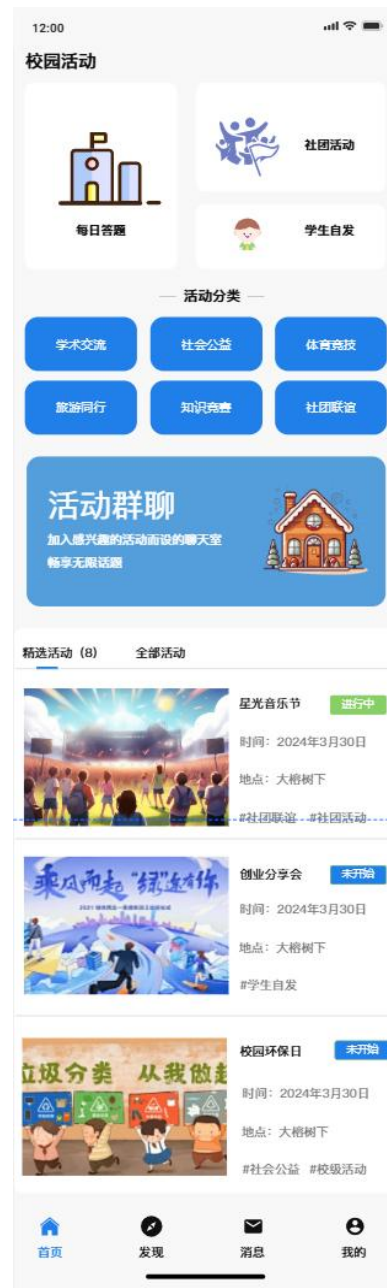 12:00
校园活动
社团活动
每日答题
学生自发
活动分类
学术交流
社会公益
体育竞技
旅游同行
知识竞赛
社团联谊
活动群聊
加入感兴趣的活动而设的聊天室
畅享无限话题
精选活动（8）
全部活动
星光音乐节
进行中
时间：2024年3月30日
地点：大榕树下
#社团联谊 #社团活动
乘风而起 “绿”途有你
创业分享会
未开始
时间：2024年3月30日
地点：大榕树下
#学生自发
垃圾分类 从我做起
校园环保日
未开始
时间：2024年3月30日
地点：大榕树下
#社会公益 #校级活动
首页
发现
消息
我的